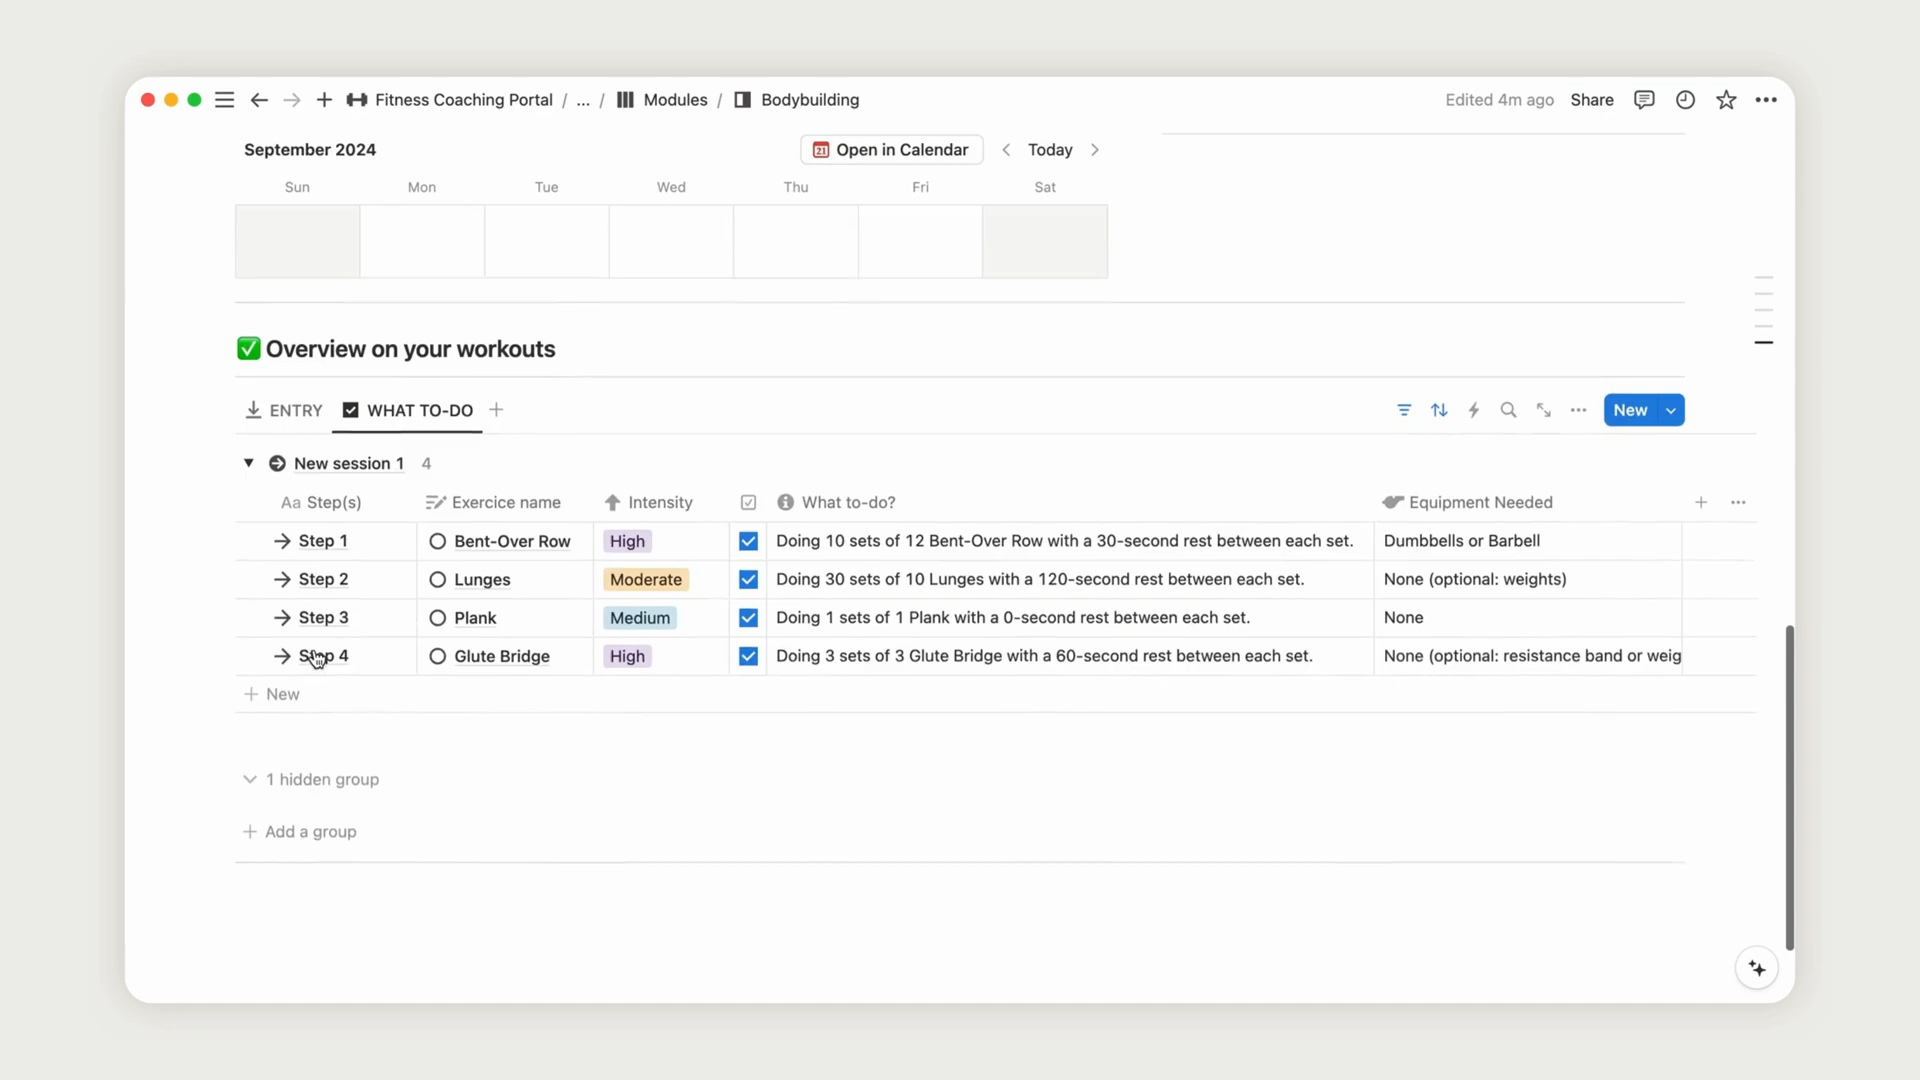 Fitness Coaching Portal / ... / Modules / Bodybuilding Edited 4m ago Share
September 2024 21 Open in Calendar Today
Sun Mon Tue Wed Thu Fri Sat
Overview on your workouts
ENTRY WHAT TO-DO New
New session 1 4
Aa Step(s) Exercice name Intensity What to-do? Equipment Needed
Step 1 Bent-Over Row High Doing 10 sets of 12 Bent-Over Row with a 30-second rest between each set. Dumbbells or Barbell
Step 2 Lunges Moderate Doing 30 sets of 10 Lunges with a 120-second rest between each set. None (optional: weights)
Step 3 Plank Medium Doing 1 sets of 1 Plank with a 0-second rest between each set. None
Step 4 Glute Bridge High Doing 3 sets of 3 Glute Bridge with a 60-second rest between each set. None (optional: resistance band or weig
New
1 hidden group
Add a group